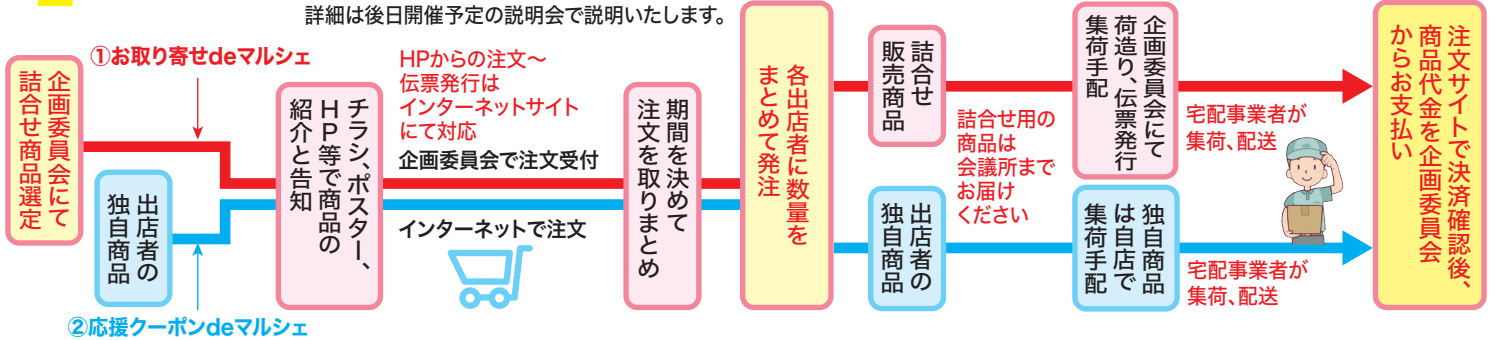 詳細は後日開催予定の説明会で説明いたします。
①お取り寄せdeマルシェ
企画委員会にて
詰合せ商品選定
出店者の
独自商品
②応援クーポンdeマルシェ
チラシ、ポスター、
HP等で商品の
紹介と告知
HPからの注文～
伝票発行は
インターネットサイト
にて対応
企画委員会で注文受付
インターネットで注文
期間を決めて
注文を取りまとめ
各出店者に数量を
まとめて発注
詰合せ
販売商品
出店者の
独自商品
詰合せ用の
商品は
会議所まで
お届け
ください
企画委員会にて
荷造り、伝票発行
集荷手配
独自商品
は自店で
集荷手配
宅配事業者が
集荷、配送
宅配事業者が
集荷、配送
注文サイトで決済確認後、
商品代金を企画委員会
からお支払い